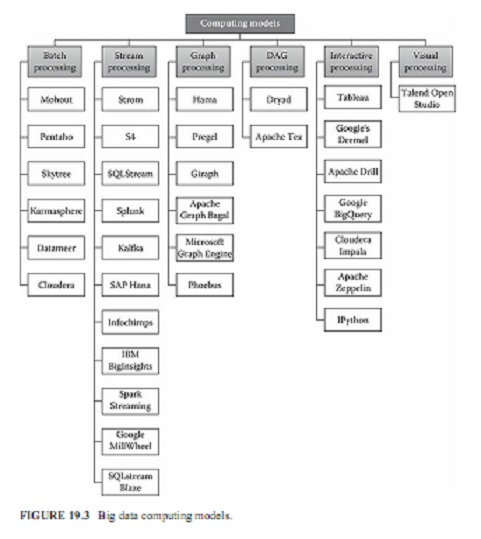 Computing models
Batch
processing
Stream
processing
Graph
processing
DAG
processing
Interactive
processing
Visual
processing
Mohout
Pentaho
Skytree
Karmasphere
Datameer
Cloudera
Strom
S4
SQLStream
Splunk
Kaltka
SAP Hana
Infochimps
IBM
BigInsights
Spark
Streaming
Google
MillWheel
SQLstream
Blaze
Hama
Pregel
Giraph
Apache
Graph Bagal
Microsoft
Graph Engine
Phoebus
Dryad
Apache Tex
Tableau
Google's
Dremel
Apache Drill
Google
BigQuery
Cloudera
Impala
Apache
Zeppelin
IPython
Talend Open
Studio
FIGURE 19.3 Big data computing models.